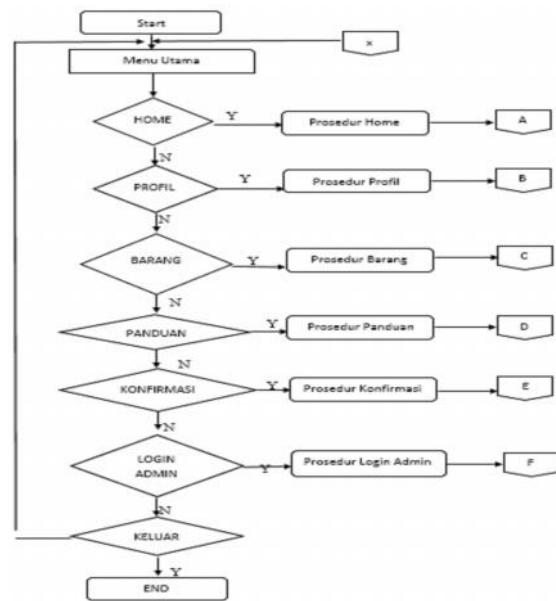 Start
x
Menu Utama
HOME
Y
Prosedur Home
A
N
PROFIL
Y
Prosedur Profil
B
N
BARANG
Y
Prosedur Barang
C
N
PANDUAN
Y
Prosedur Panduan
D
N
KONFIRMASI
Y
Prosedur Konfirmasi
E
N
LOGIN
ADMIN
Y
Prosedur Login Admin
F
N
KELUAR
Y
END